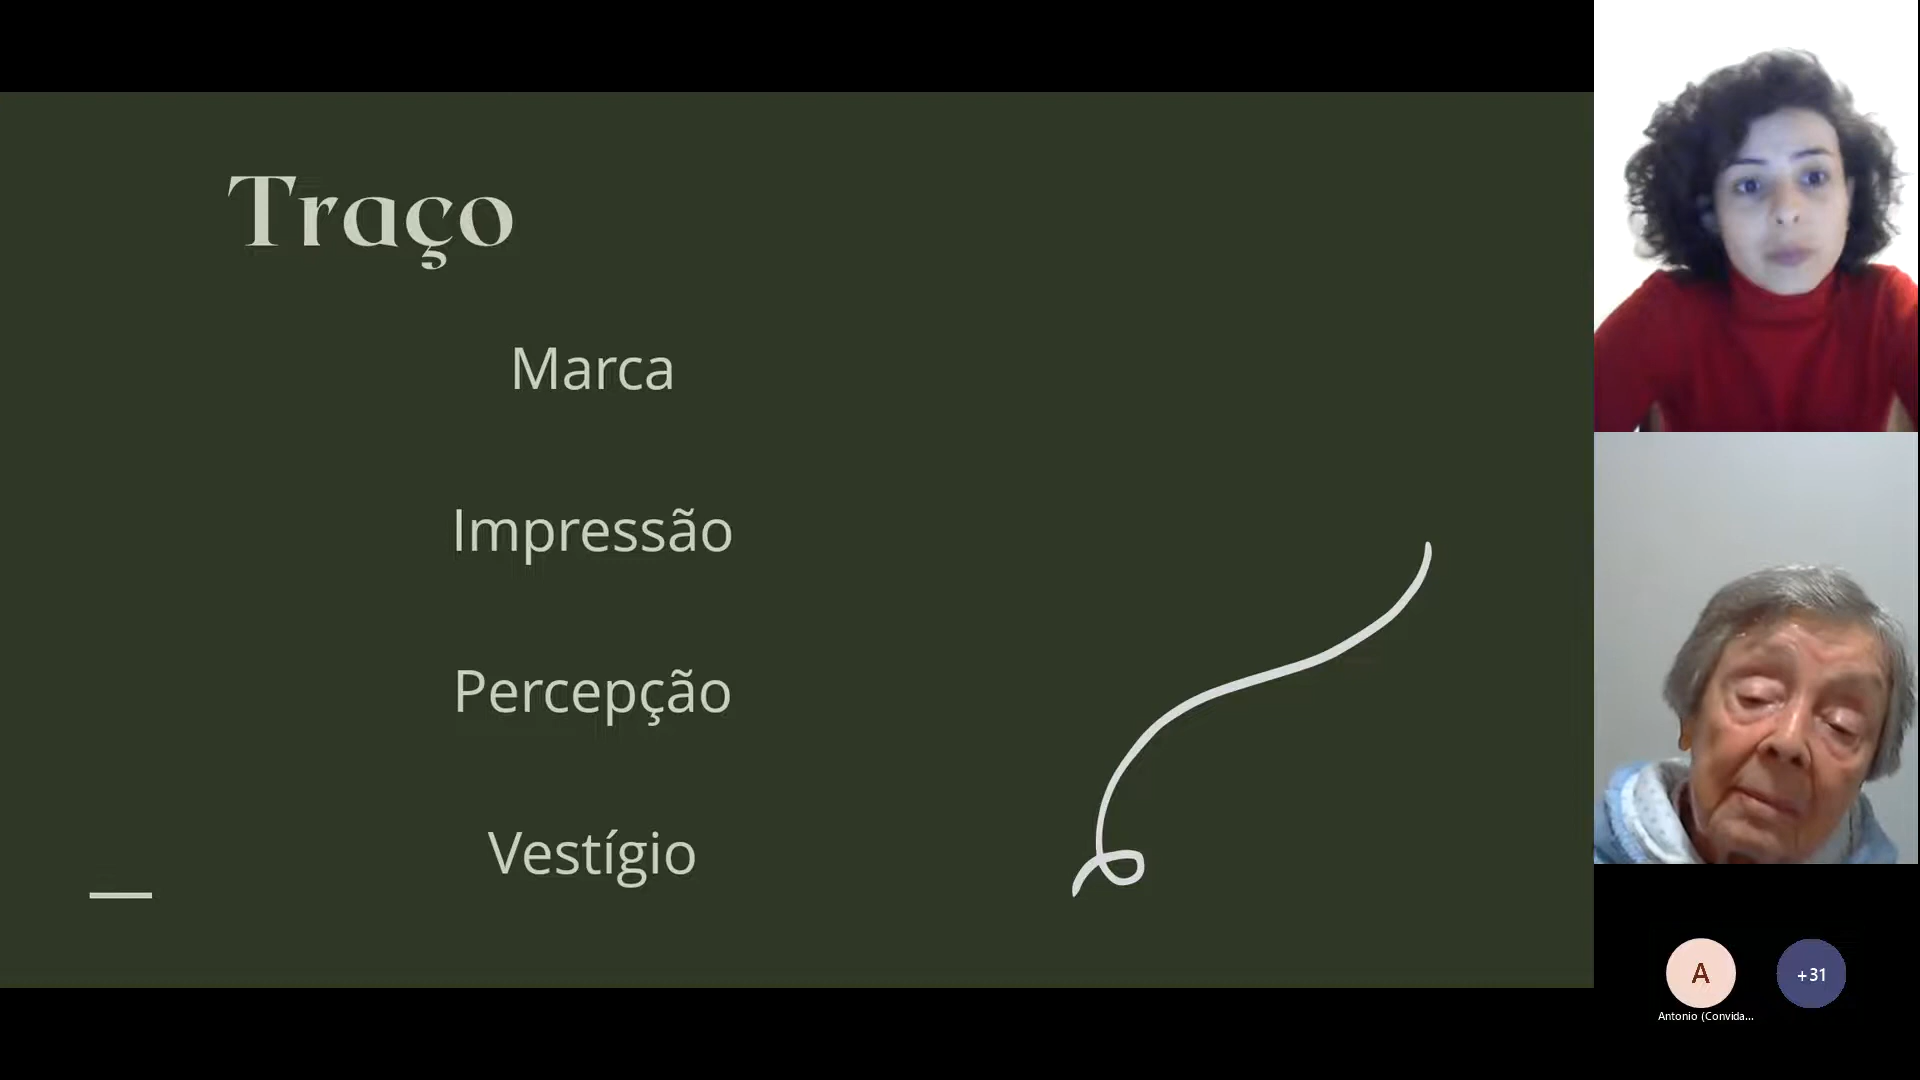 Traço
Marca
Impressão
Percepção
Vestígio
A
+31
Antonio (Convida...